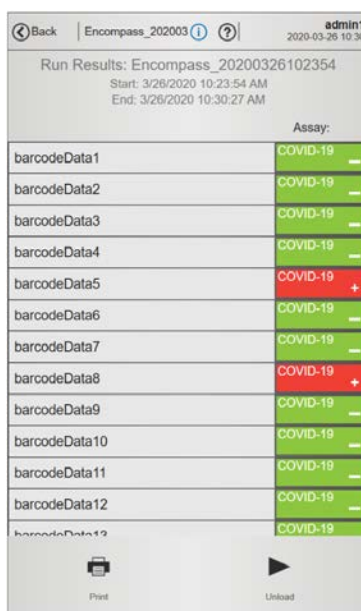 Back Encompass_202003 i ? admin1
2020-03-26 10:30
Run Results: Encompass_20200326102354
Start: 3/26/2020 10:23:54 AM
End: 3/26/2020 10:30:27 AM
Assay:
barcodeData1 COVID-19 –
barcodeData2 COVID-19 –
barcodeData3 COVID-19 –
barcodeData4 COVID-19 –
barcodeData5 COVID-19 +
barcodeData6 COVID-19 –
barcodeData7 COVID-19 –
barcodeData8 COVID-19 +
barcodeData9 COVID-19 –
barcodeData10 COVID-19 –
barcodeData11 COVID-19 –
barcodeData12 COVID-19 –
barcodeData13 COVID-19
Print Unload